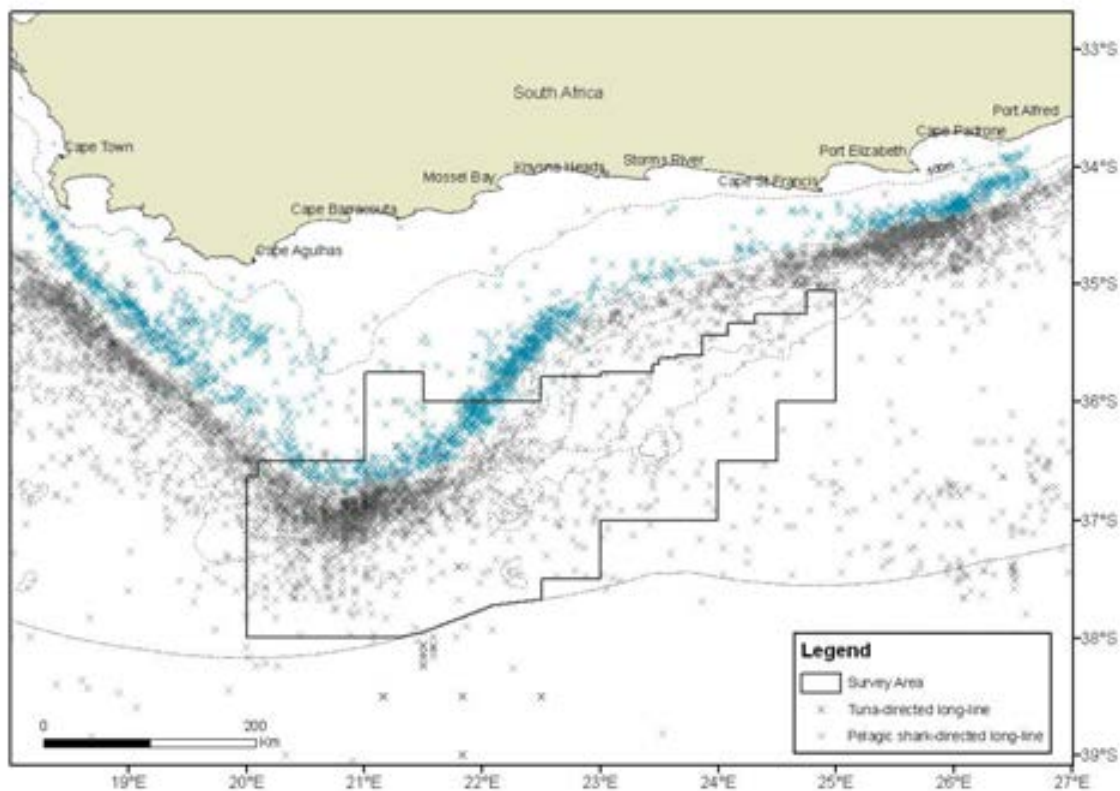 33°S
South Africa
Port Alfred
Cape Padrone
Cape Town
Port Elizabeth
34°S
Storms River
Knysna Heads
Mossel Bay
Cape St Francis
Cape Barracouta
Cape Agulhas
35°S
36°S
37°S
38°S
Legend
Survey Area
Tuna-directed long-line
Pelagic shark-directed long-line
0 200
Km
39°S
19°E 20°E 21°E 22°E 23°E 24°E 25°E 26°E 27°E